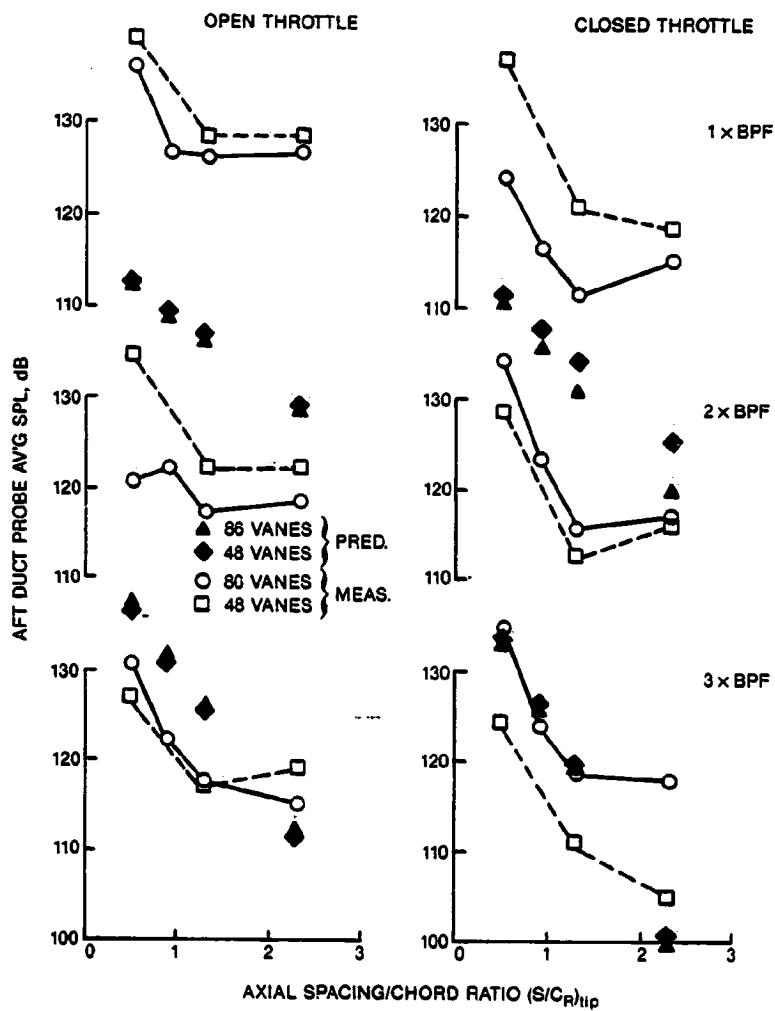 OPEN THROTTLE
CLOSED THROTTLE
130
120
110
130
120
110
1 × BPF
130
120
110
130
120
110
2 × BPF
86 VANES
48 VANES
PRED.
80 VANES
48 VANES
MEAS.
130
120
110
100
130
120
110
100
3 × BPF
0 1 2 3
0 1 2 3
AFT DUCT PROBE AV'G SPL, dB
AXIAL SPACING/CHORD RATIO (S/CR)tip